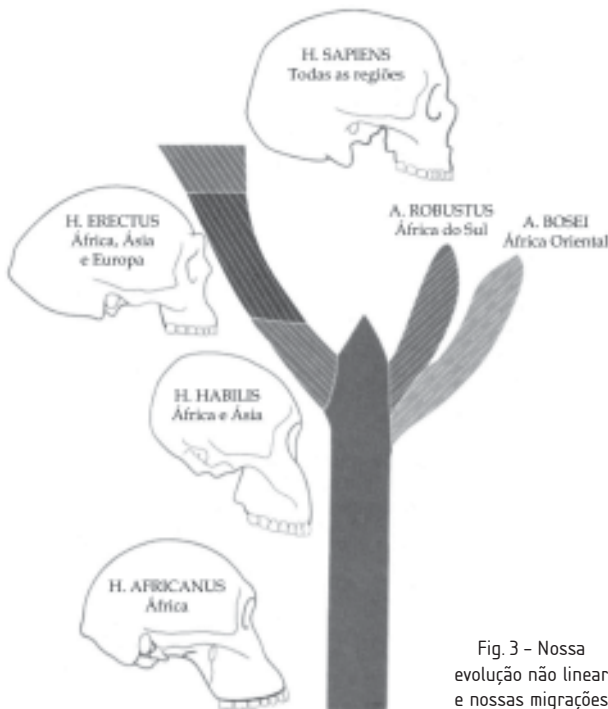 H. SAPIENS
Todas as regiões
A. ROBUSTUS
África do Sul
A. BOSEI
África Oriental
H. ERECTUS
África, Ásia
e Europa
H. HABILIS
África e Ásia
H. AFRICANUS
África
Fig. 3 – Nossa
evolução não linear
e nossas migrações